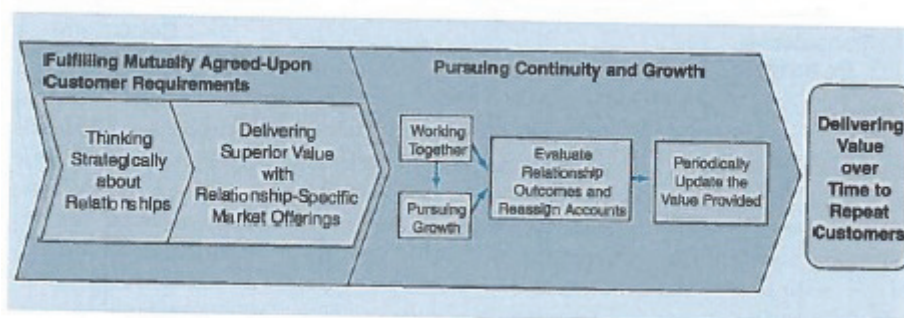 Fulfilling Mutually Agreed-Upon
Customer Requirements
Thinking
Strategically
about
Relationships
Delivering
Superior Value
with
Relationship-Specific
Market Offerings
Pursuing Continuity and Growth
Working
Together
Pursuing
Growth
Evaluate
Relationship
Outcomes and
Reassign Accounts
Periodically
Update the
Value Provided
Delivering
Value
over
Time to
Repeat
Customers